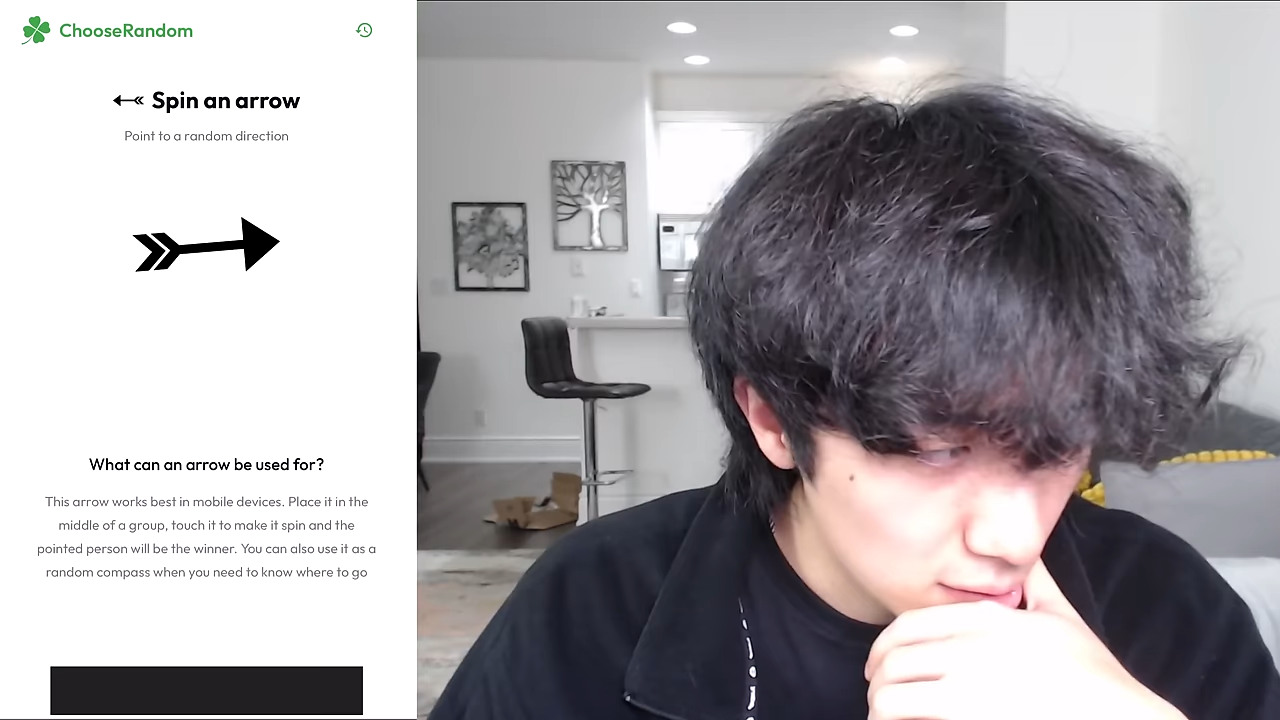 ChooseRandom
Spin an arrow
Point to a random direction
What can an arrow be used for?
This arrow works best in mobile devices. Place it in the
middle of a group, touch it to make it spin and the
pointed person will be the winner. You can also use it as a
random compass when you need to know where to go